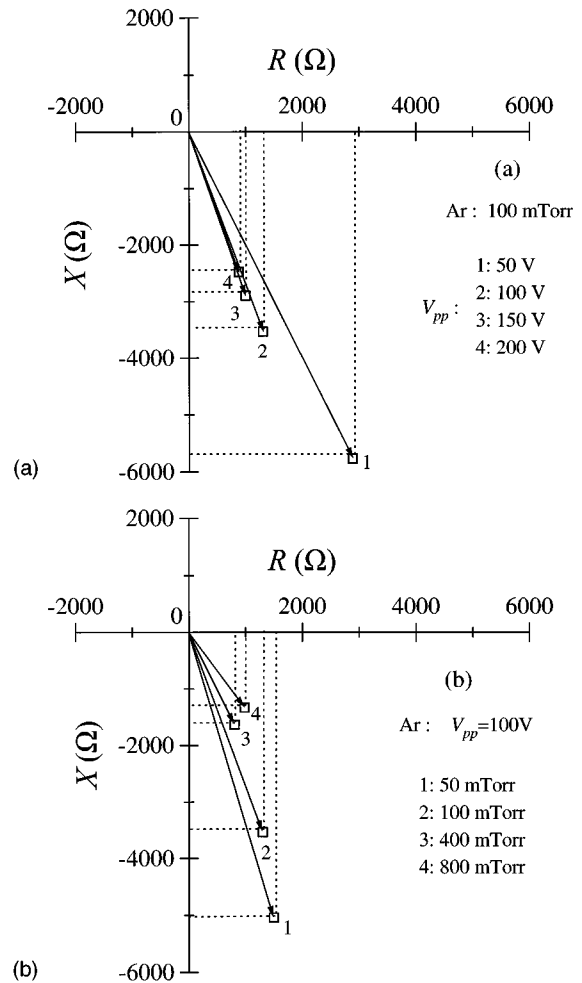 2000
R (Ω)
-2000 0 2000 4000 6000
X (Ω)
(a)
Ar : 100 mTorr
-2000
1: 50 V
2: 100 V
V_pp : 3: 150 V
4: 200 V
4
3
2
-4000
1
(a)
-6000
2000
R (Ω)
-2000 0 2000 4000 6000
X (Ω)
(b)
Ar : V_pp=100V
4
3
-2000
1: 50 mTorr
2: 100 mTorr
3: 400 mTorr
4: 800 mTorr
2
-4000
1
(b)
-6000